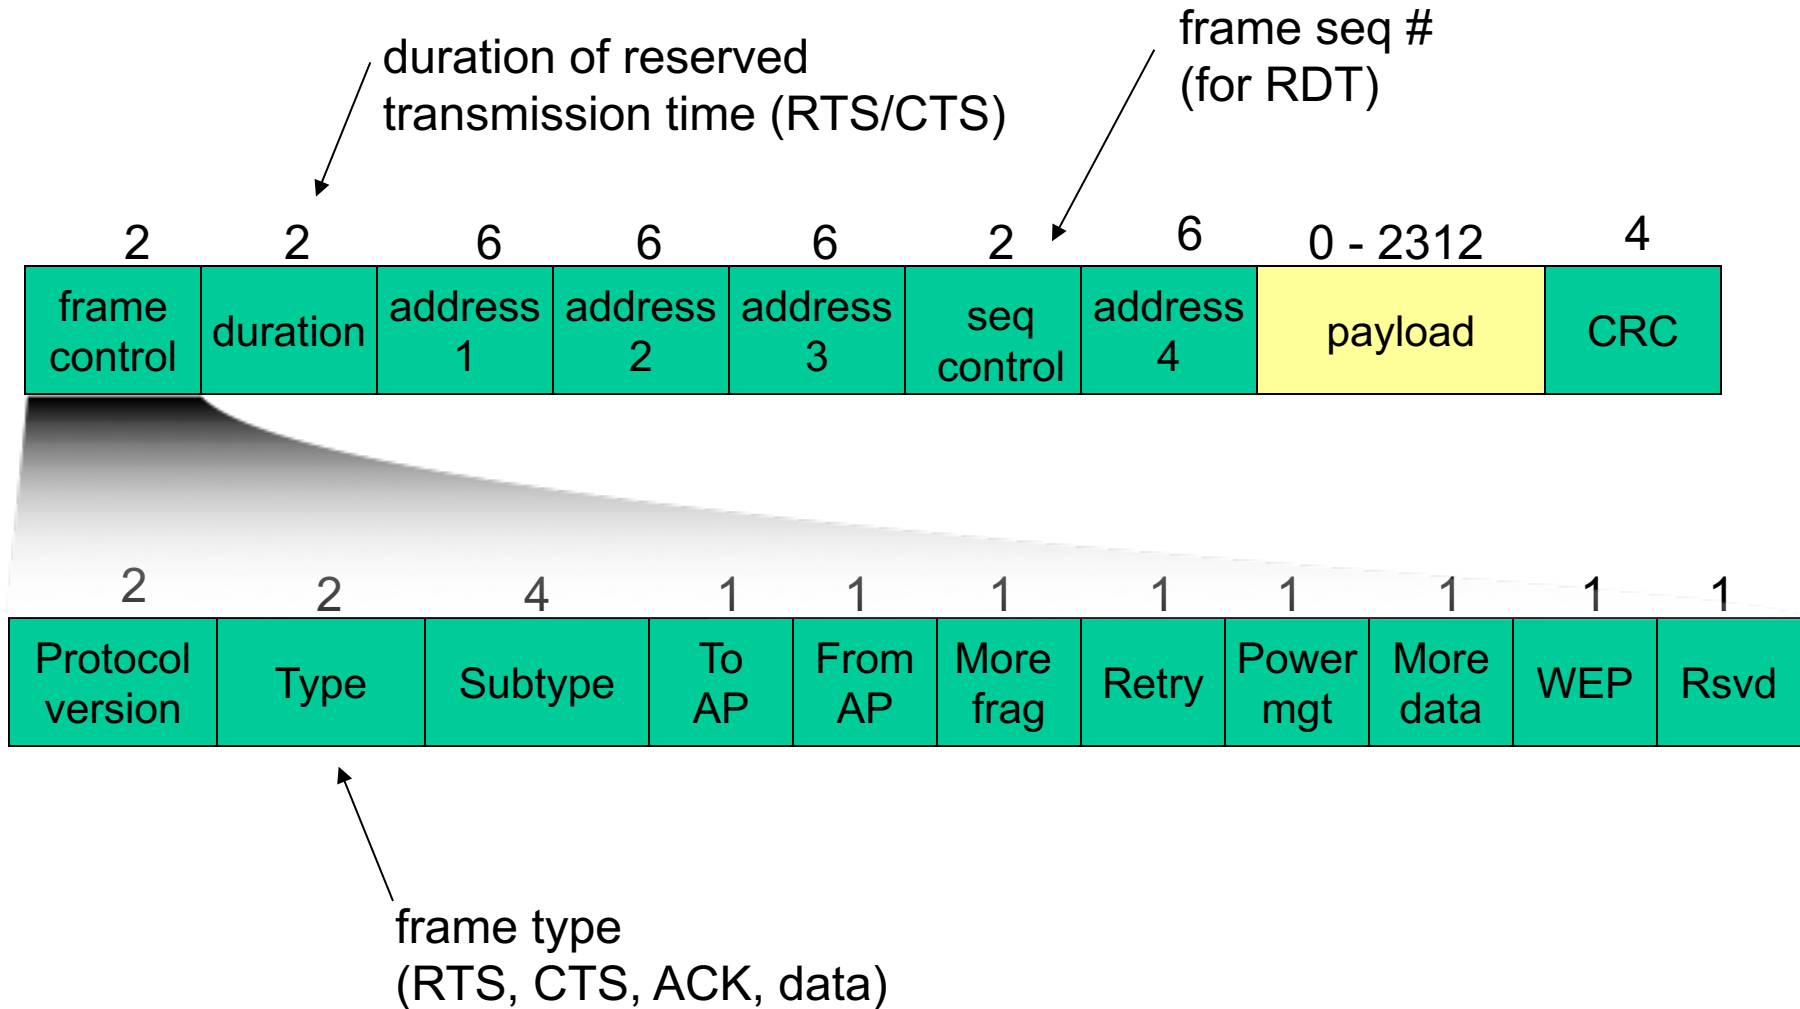 duration of reserved
transmission time (RTS/CTS)
frame seq #
(for RDT)
2 2 6 6 6 2 6 0 - 2312 4
frame
control
duration
address
1
address
2
address
3
seq
control
address
4
payload
CRC
2 2 4 1 1 1 1 1 1 1 1
Protocol
version
Type
Subtype
To
AP
From
AP
More
frag
Retry
Power
mgt
More
data
WEP
Rsvd
frame type
(RTS, CTS, ACK, data)